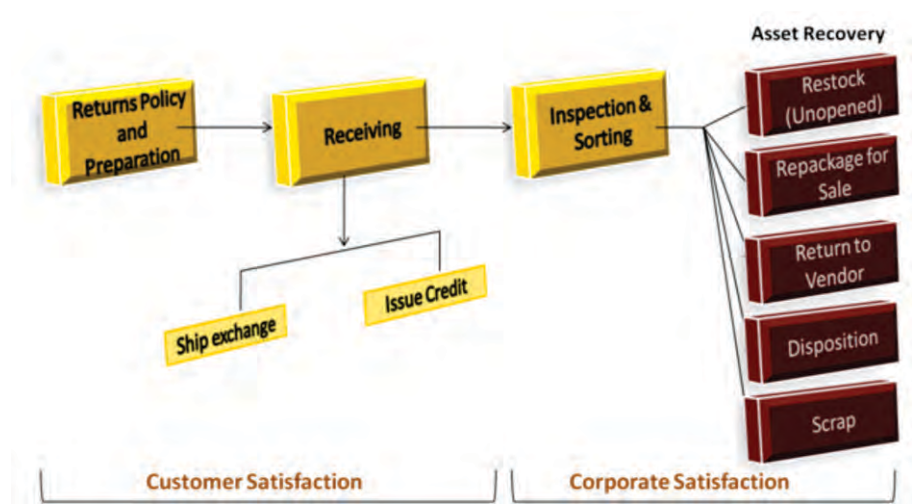 Asset Recovery
Returns Policy
and
Preparation
Receiving
Inspection &
Sorting
Restock
(Unopened)
Repackage for
Sale
Return to
Vendor
Disposition
Scrap
Ship exchange
Issue Credit
Customer Satisfaction
Corporate Satisfaction